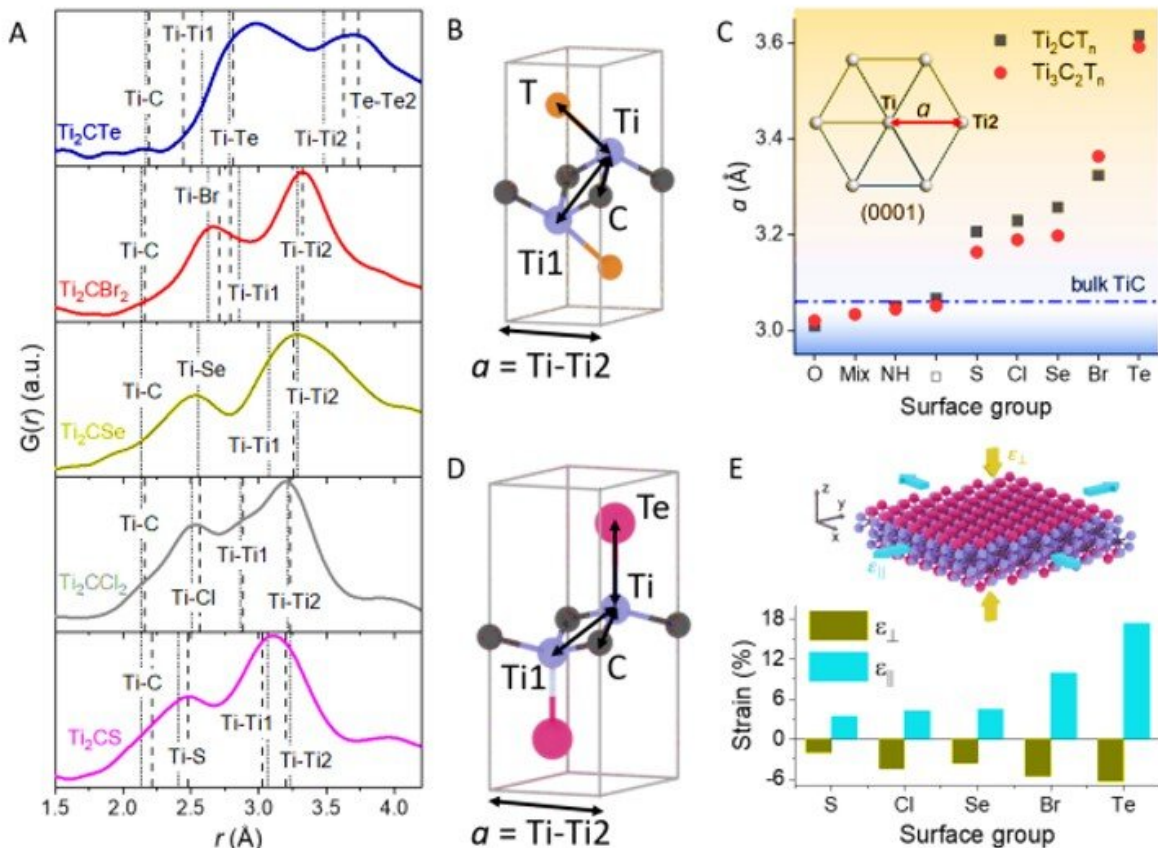 A
G(r) (a.u.)
Ti-Ti1
Ti-C
Te-Te2
Ti₂CTe
Ti-Te
Ti-Ti2
Ti-Br
Ti-C
Ti-Ti2
Ti₂CBr₂
Ti-Ti1
Ti-Se
Ti-C
Ti-Ti2
Ti₂CSe
Ti-Ti1
Ti-C
Ti-Ti1
Ti₂CCl₂
Ti-Cl
Ti-Ti2
Ti-C
Ti-Ti1
Ti₂CS
Ti-S
Ti-Ti2
1.5 2.0 2.5 3.0 3.5 4.0
r (Å)
B
T
Ti
C
Ti1
a = Ti-Ti2
C
a (Å)
3.6
3.4
3.2
3.0
Ti₂CTₙ
Ti₃C₂Tₙ
Ti
a
Ti2
(0001)
bulk TiC
O Mix NH □ S Cl Se Br Te
Surface group
D
Te
Ti
C
Ti1
a = Ti-Ti2
E
ε⊥
z
y
x
ε||
Strain (%)
18
12
6
0
-6
ε⊥
ε||
S Cl Se Br Te
Surface group